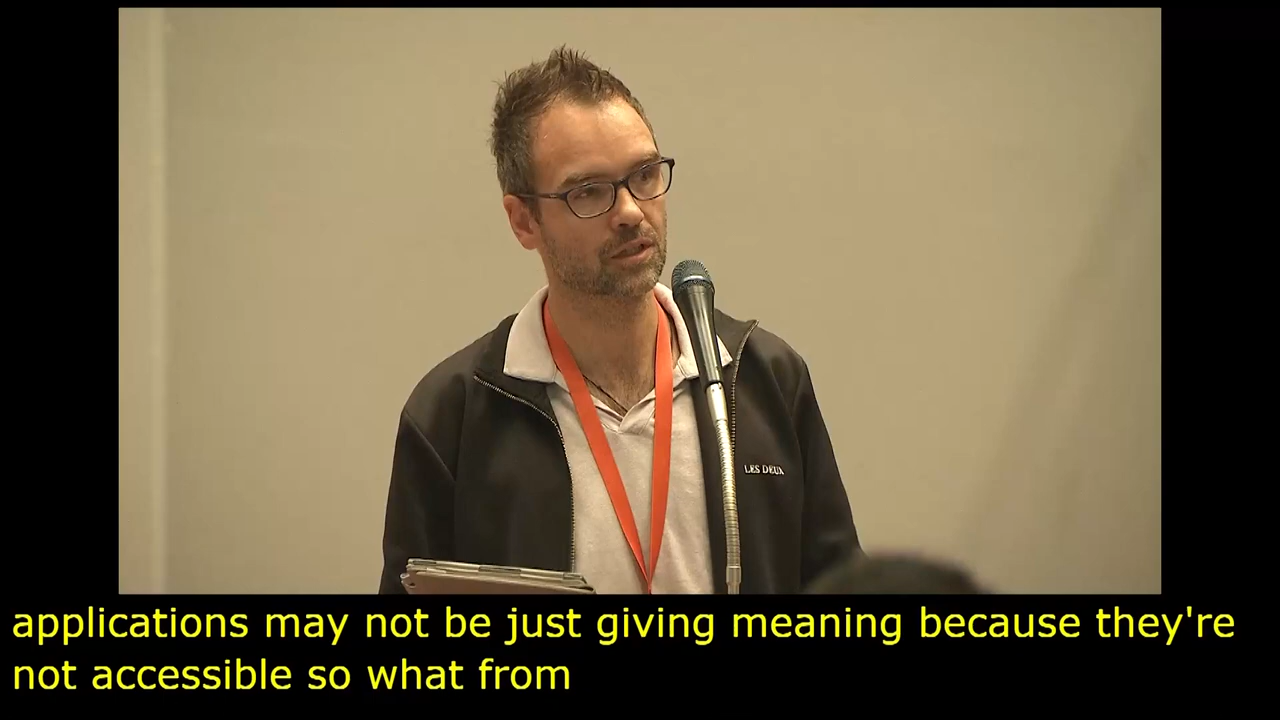 LES DEUX
applications may not be just giving meaning because they're
not accessible so what from